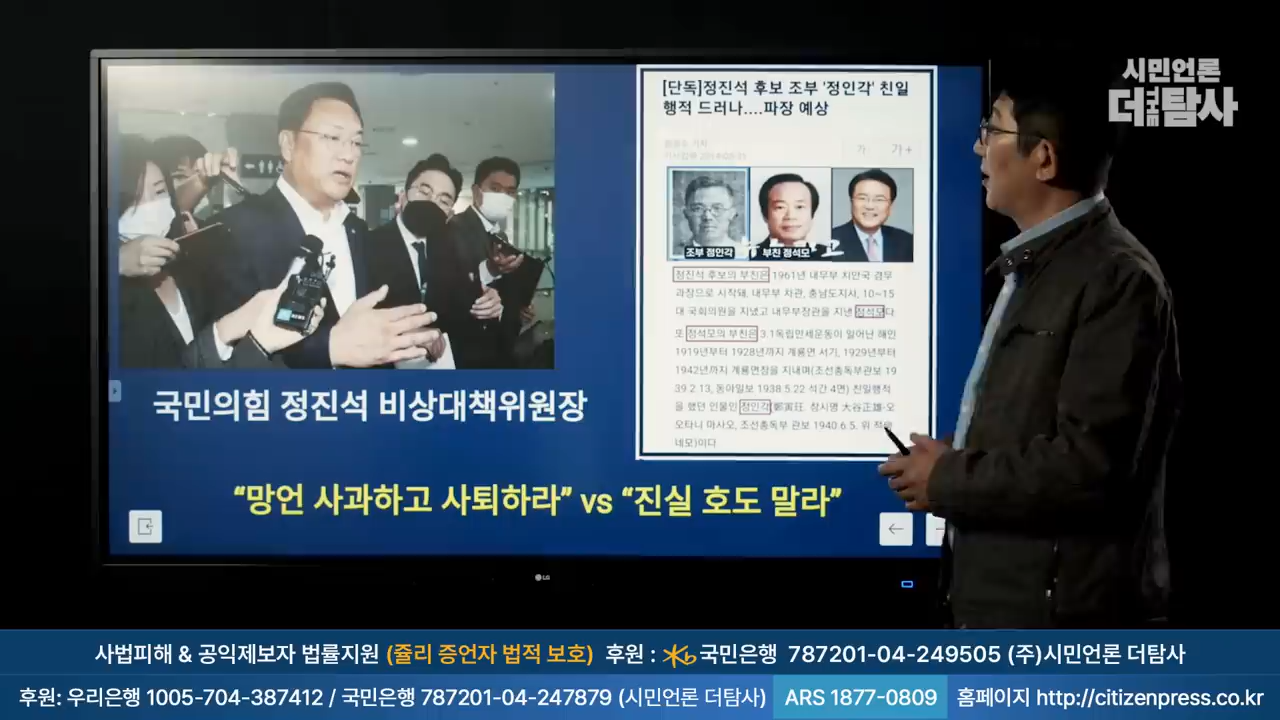 시민언론
더탐사
[단독]정진석 후보 조부 '정인각' 친일
행적 드러나....파장 예상
가 가+
조부 정인각
부친 정석모
정진석 후보의 부친은 1961년 내무부 치안국 경무
과장으로 시작돼, 내무부 차관, 충남도지사, 10~15
대 국회의원을 지냈고 내무부장관을 지낸 정석모다
또 정석모의 부친은 3.1독립만세운동이 일어난 해인
1919년부터 1928년까지 계룡면 서기, 1929년부터
1942년까지 계룡면장을 지내며(조선총독부관보 19
39.2.13, 동아일보 1938.5.22 석간 4면) 친일행적
을 했던 인물인 정인각(鄭寅珏, 창시명 大谷正雄·오
오타니 마사오, 조선총독부 관보 1940.6.5. 위 적
네모)이다
국민의힘 정진석 비상대책위원장
“망언 사과하고 사퇴하라” vs “진실 호도 말라”
LG
사법피해 & 공익제보자 법률지원 (쥴리 증언자 법적 보호) 후원 : Kb 국민은행 787201-04-249505 (주)시민언론 더탐사
후원: 우리은행 1005-704-387412 / 국민은행 787201-04-247879 (시민언론 더탐사) ARS 1877-0809 홈페이지 http://citizenpress.co.kr